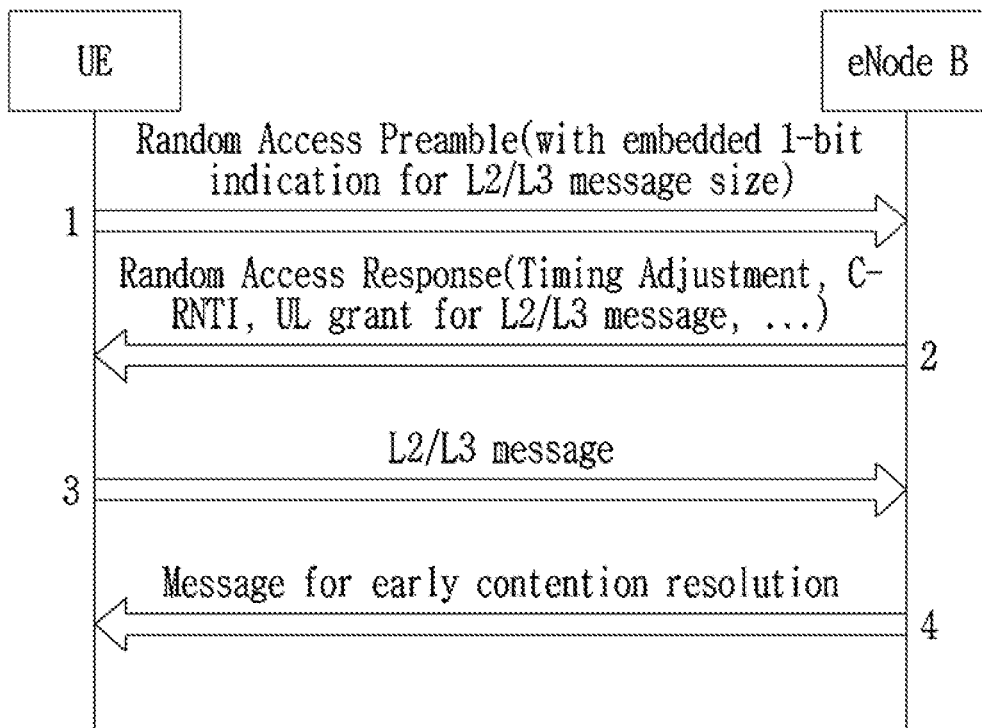 UE
eNode B
Random Access Preamble(with embedded 1-bit
indication for L2/L3 message size)
1
Random Access Response(Timing Adjustment, C-
RNTI, UL grant for L2/L3 message, ...)
2
L2/L3 message
3
Message for early contention resolution
4